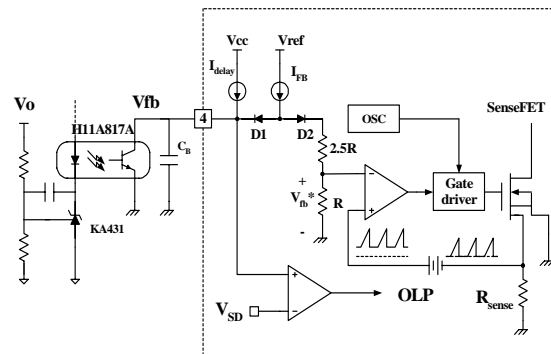 Vcc Vref
Idelay IFB
Vo Vfb 4 SenseFET
H11A817A D1 D2 OSC
CB 2.5R
+ Vfb* R - Gate driver
KA431
- +
+ -
VSD OLP Rsense